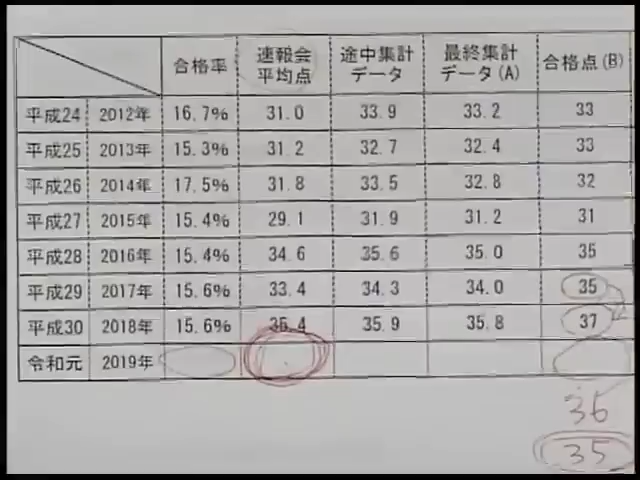 合格率 速報会平均点 途中集計データ 最終集計データ(A) 合格点(B)
平成24 2012年 16.7% 31.0 33.9 33.2 33
平成25 2013年 15.3% 31.2 32.7 32.4 33
平成26 2014年 17.5% 31.8 33.5 32.8 32
平成27 2015年 15.4% 29.1 31.9 31.2 31
平成28 2016年 15.4% 34.6 35.6 35.0 35
平成29 2017年 15.6% 33.4 34.3 34.0 35
平成30 2018年 15.6% 35.4 35.9 35.8 37
令和元 2019年
36
35